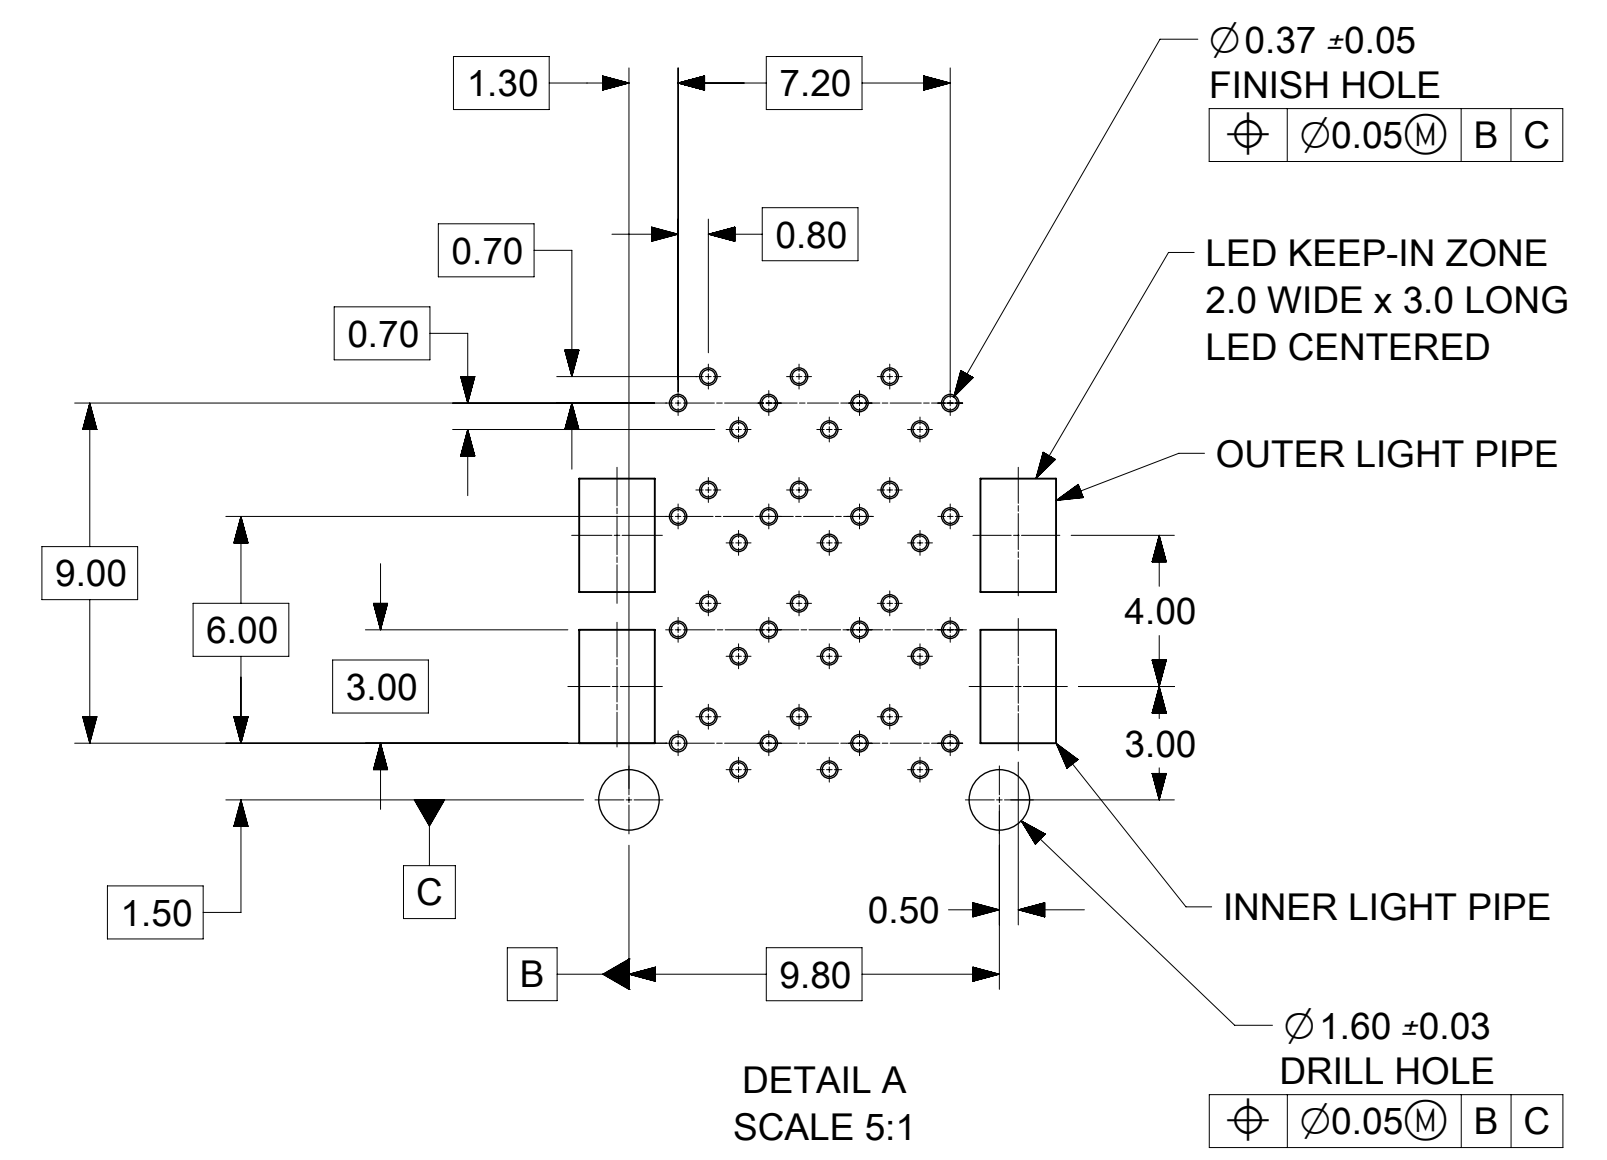 ⌀0.37 ±0.05
FINISH HOLE
⌖ ⌀0.05Ⓜ B C
1.30
7.20
0.80
0.70
0.70
LED KEEP-IN ZONE
2.0 WIDE x 3.0 LONG
LED CENTERED
OUTER LIGHT PIPE
9.00
6.00
3.00
4.00
3.00
1.50
C
0.50
INNER LIGHT PIPE
B
9.80
⌀1.60 ±0.03
DRILL HOLE
⌖ ⌀0.05Ⓜ B C
DETAIL A
SCALE 5:1